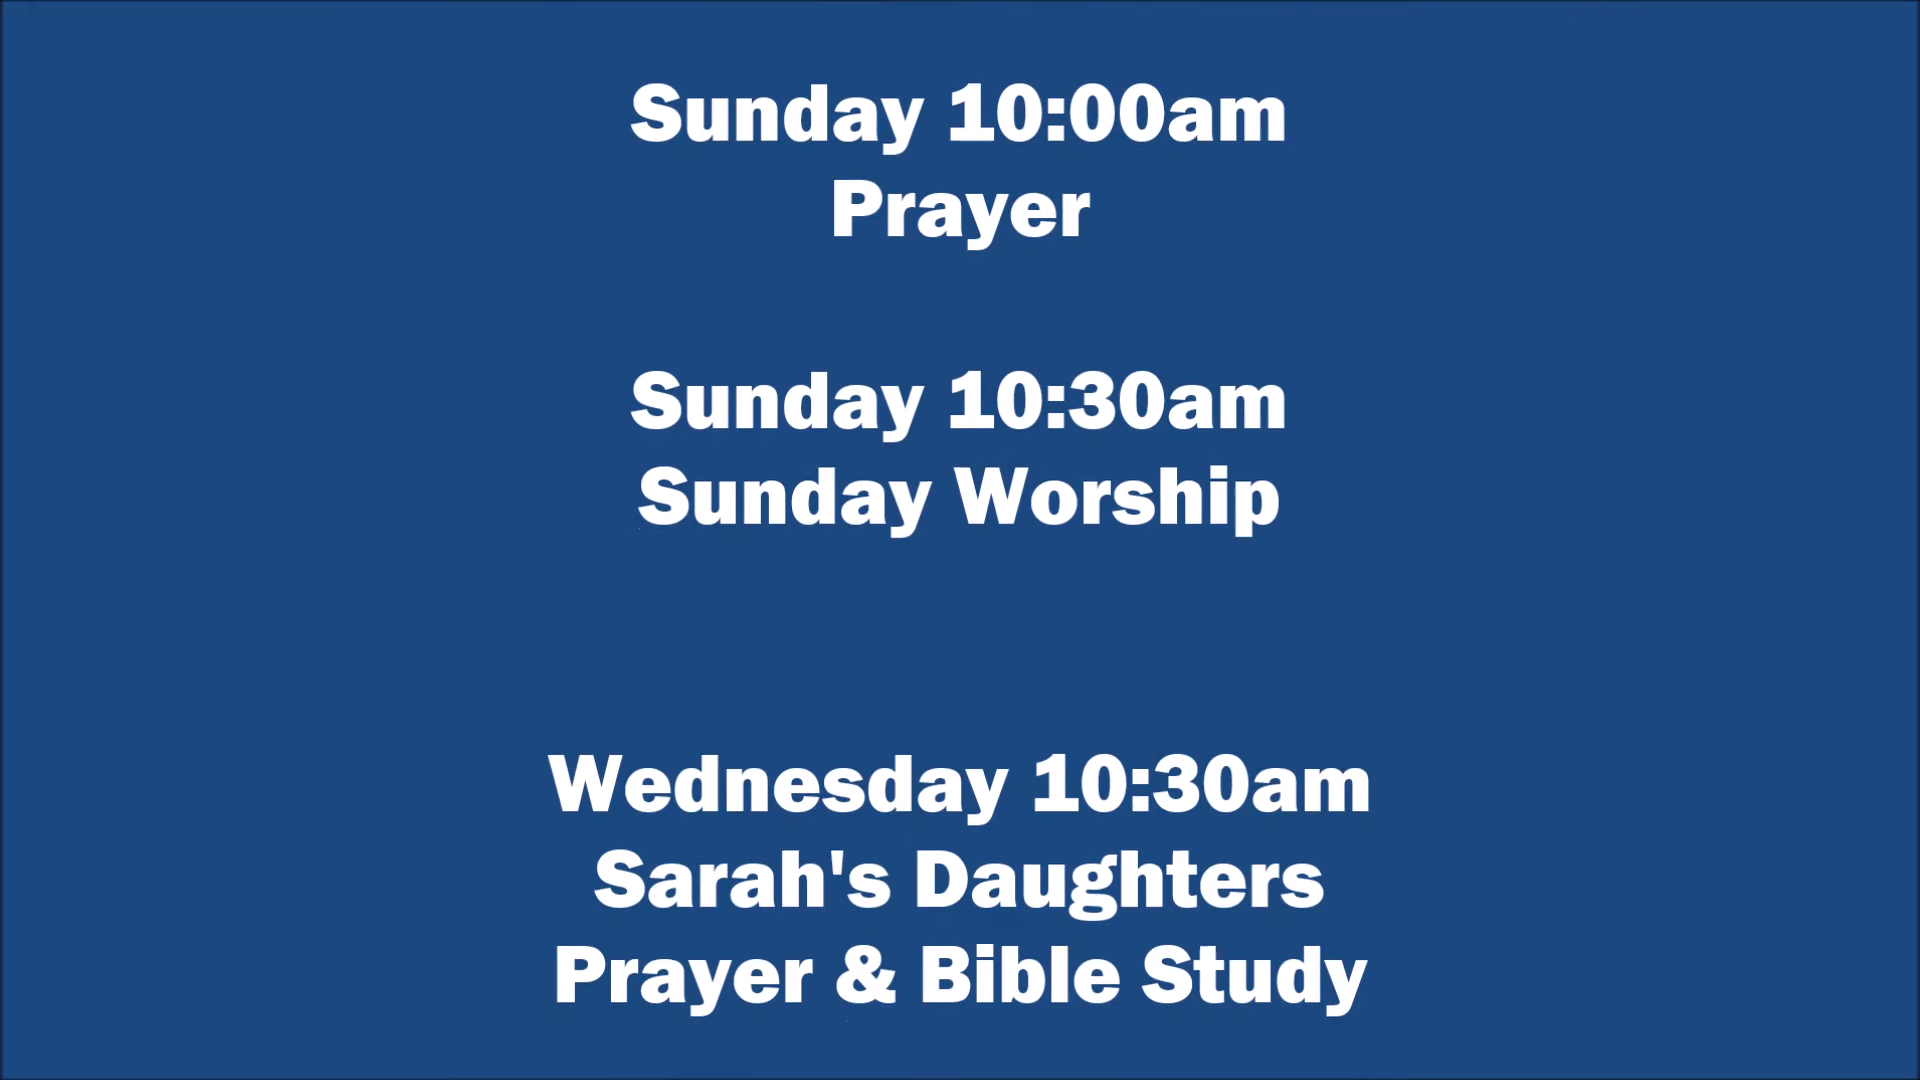 Sunday 10:00am
Prayer
Sunday 10:30am
Sunday Worship
Wednesday 10:30am
Sarah's Daughters
Prayer & Bible Study